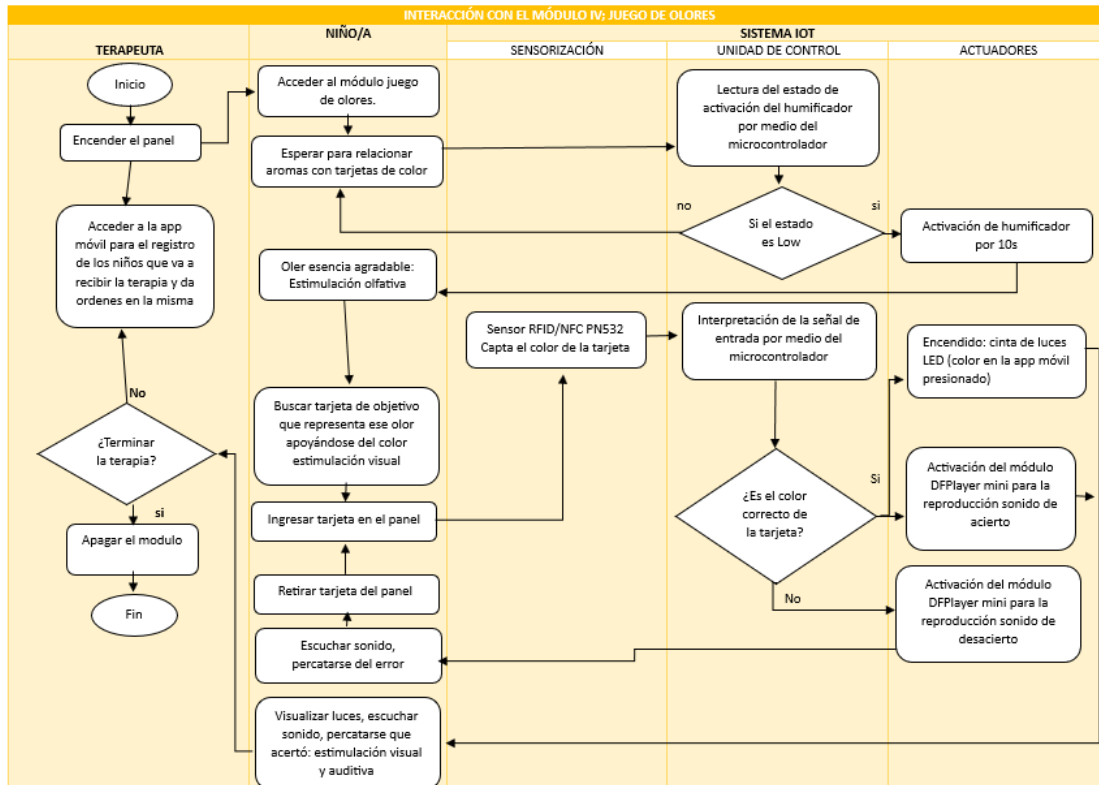 INTERACCIÓN CON EL MÓDULO IV; JUEGO DE OLORES
TERAPEUTA
NIÑO/A
SISTEMA IOT
SENSORIZACIÓN
UNIDAD DE CONTROL
ACTUADORES
Inicio
Encender el panel
Acceder a la app
móvil para el registro
de los niños que va a
recibir la terapia y da
ordenes en la misma
No
¿Terminar
la terapia?
si
Apagar el modulo
Fin
Acceder al módulo juego
de olores.
Esperar para relacionar
aromas con tarjetas de color
Oler esencia agradable:
Estimulación olfativa
Buscar tarjeta de objetivo
que representa ese olor
apoyándose del color
estimulación visual
Ingresar tarjeta en el panel
Retirar tarjeta del panel
Escuchar sonido,
percatarse del error
Visualizar luces, escuchar
sonido, percatarse que
acertó: estimulación visual
y auditiva
Sensor RFID/NFC PN532
Capta el color de la tarjeta
Lectura del estado de
activación del humificador
por medio del
microcontrolador
no
si
Si el estado
es Low
Interpretación de la señal de
entrada por medio del
microcontrolador
¿Es el color
correcto de
la tarjeta?
Si
No
Activación de humificador
por 10s
Encendido: cinta de luces
LED (color en la app móvil
presionado)
Activación del módulo
DFPlayer mini para la
reproducción sonido de
acierto
Activación del módulo
DFPlayer mini para la
reproducción sonido de
desacierto